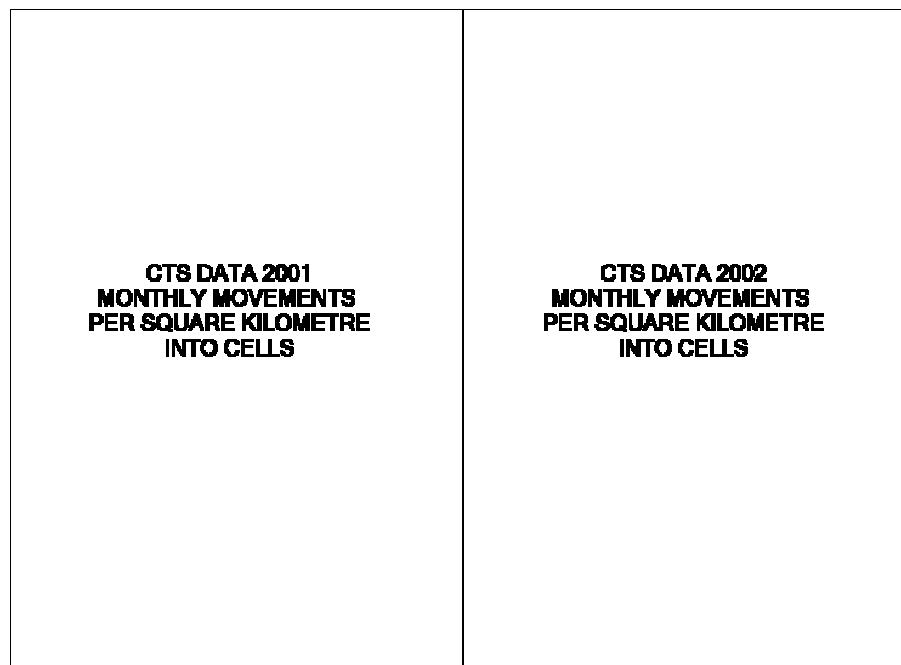 CTS DATA 2001
MONTHLY MOVEMENTS
PER SQUARE KILOMETRE
INTO CELLS
CTS DATA 2002
MONTHLY MOVEMENTS
PER SQUARE KILOMETRE
INTO CELLS